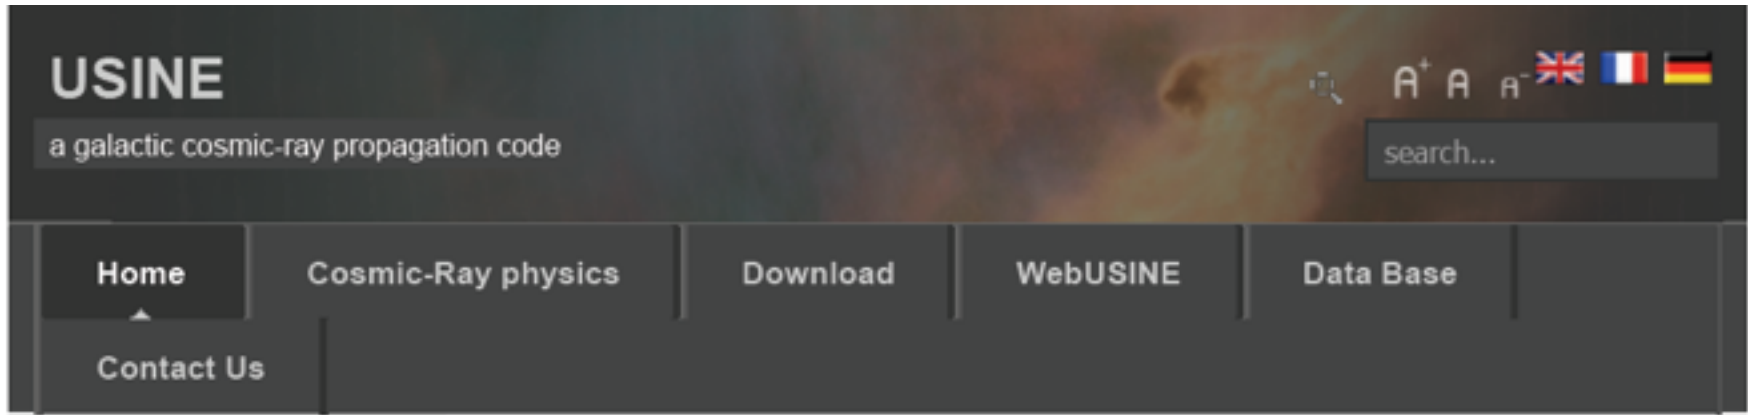 USINE
A+ A A-
a galactic cosmic-ray propagation code
search...
Home Cosmic-Ray physics Download WebUSINE Data Base
Contact Us